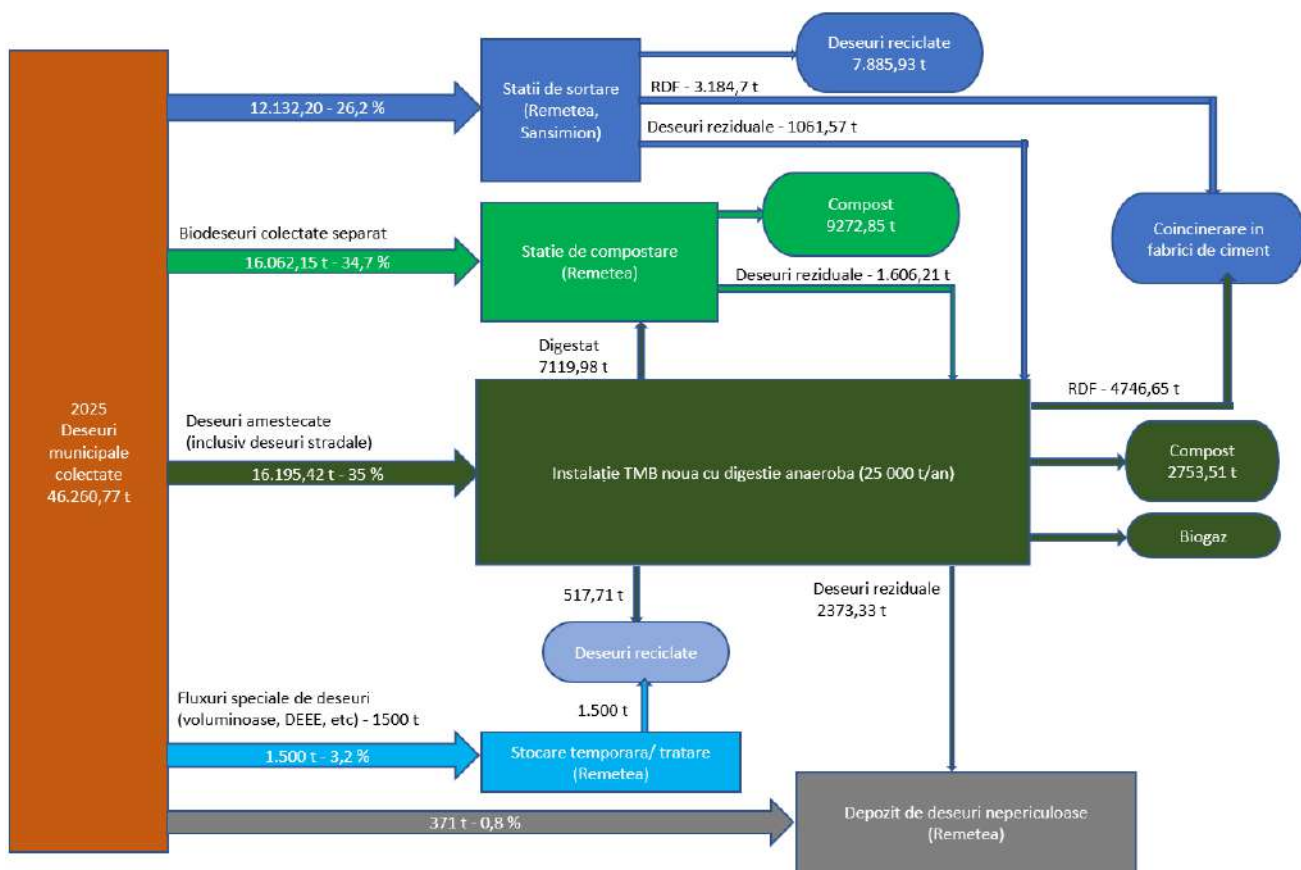 2025
Deseuri
municipale
colectate
46.260,77 t
12.132,20 - 26,2 %
Statii de sortare
(Remetea,
Sansimion)
Deseuri reciclate
7.885,93 t
RDF - 3.184,7 t
Deseuri reziduale - 1061,57 t
Biodeseuri colectate separat
16.062,15 t - 34,7 %
Statie de compostare
(Remetea)
Compost
9272,85 t
Deseuri reziduale - 1.606,21 t
Coincinerare in
fabrici de ciment
Digestat
7119,98 t
Deseuri amestecate
(inclusiv deseuri stradale)
16.195,42 t - 35 %
Instalație TMB noua cu digestie anaeroba (25 000 t/an)
RDF - 4746,65 t
Compost
2753,51 t
Biogaz
517,71 t
Deseuri reziduale
2373,33 t
Deseuri reciclate
Fluxuri speciale de deseuri
(voluminoase, DEEE, etc) - 1500 t
1.500 t - 3,2 %
1.500 t
Stocare temporara/ tratare
(Remetea)
371 t - 0,8 %
Depozit de deseuri nepericuloase
(Remetea)